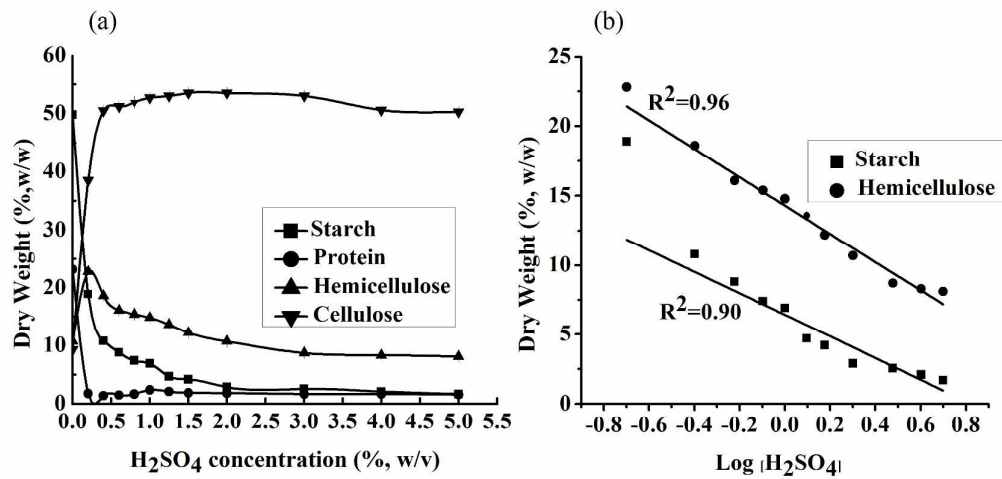 (a)
60
50
40
30
20
10
0
Dry Weight (%,w/w)
Starch
Protein
Hemicellulose
Cellulose
0.0 0.5 1.0 1.5 2.0 2.5 3.0 3.5 4.0 4.5 5.0
H2SO4 concentration (%, w/v)
(b)
25
20
15
10
5
0
Dry Weight (%, w/w)
R2=0.96
Starch
Hemicellulose
R2=0.90
-0.8 -0.6 -0.4 -0.2 0.0 0.2 0.4 0.6 0.8
Log [H2SO4]